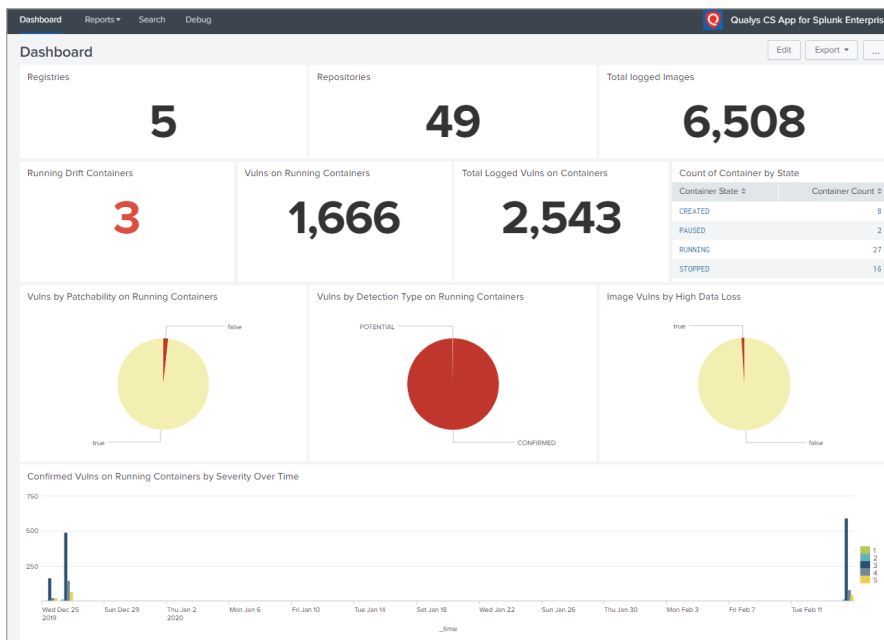 Dashboard Reports Search Debug Qualys CS App for Splunk Enterpris
Dashboard Edit Export ...
Registries Repositories Total logged Images
5 49 6,508
Running Drift Containers Vulns on Running Containers Total Logged Vulns on Containers Count of Container by State
3 1,666 2,543
Container State Container Count
CREATED 8
PAUSED 2
RUNNING 27
STOPPED 16
Vulns by Patchability on Running Containers Vulns by Detection Type on Running Containers Image Vulns by High Data Loss
false POTENTIAL true
true CONFIRMED false
Confirmed Vulns on Running Containers by Severity Over Time
750
500
250
1
2
3
4
5
Wed Dec 25 Sun Dec 29 Thu Jan 2 Mon Jan 6 Fri Jan 10 Tue Jan 14 Sat Jan 18 Wed Jan 22 Sun Jan 26 Thu Jan 30 Mon Feb 3 Fri Feb 7 Tue Feb 11
2019 2020
_time